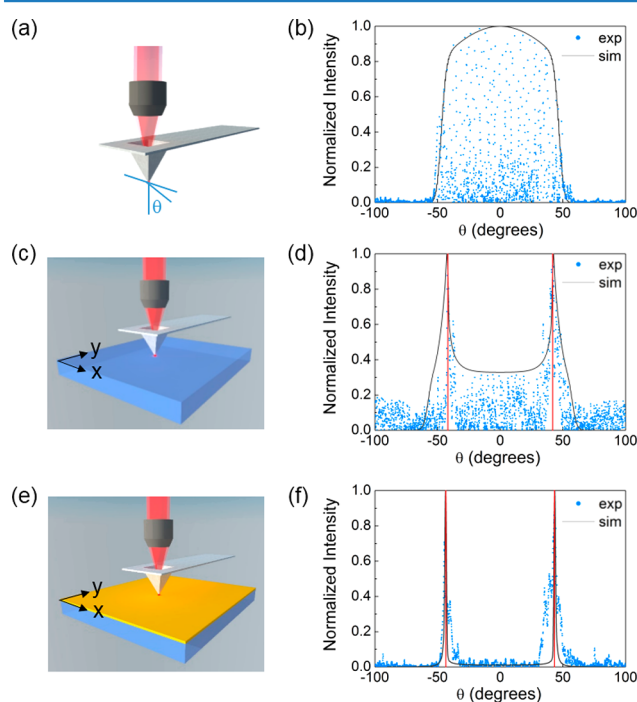 (a)
θ
(b)
Normalized Intensity
1.0
0.8
0.6
0.4
0.2
0.0
-100 -50 0 50 100
θ (degrees)
exp
sim
(c)
y
x
(d)
Normalized Intensity
1.0
0.8
0.6
0.4
0.2
0.0
-100 -50 0 50 100
θ (degrees)
exp
sim
(e)
y
x
(f)
Normalized Intensity
1.0
0.8
0.6
0.4
0.2
0.0
-100 -50 0 50 100
θ (degrees)
exp
sim